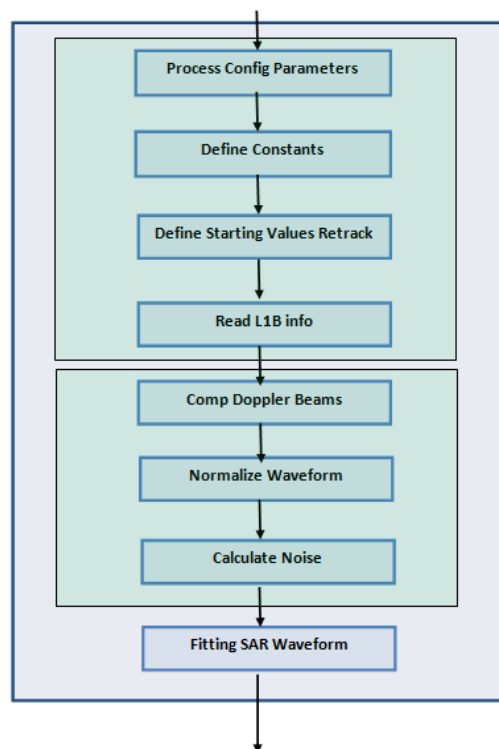 Process Config Parameters
Define Constants
Define Starting Values Retrack
Read L1B info
Comp Doppler Beams
Normalize Waveform
Calculate Noise
Fitting SAR Waveform